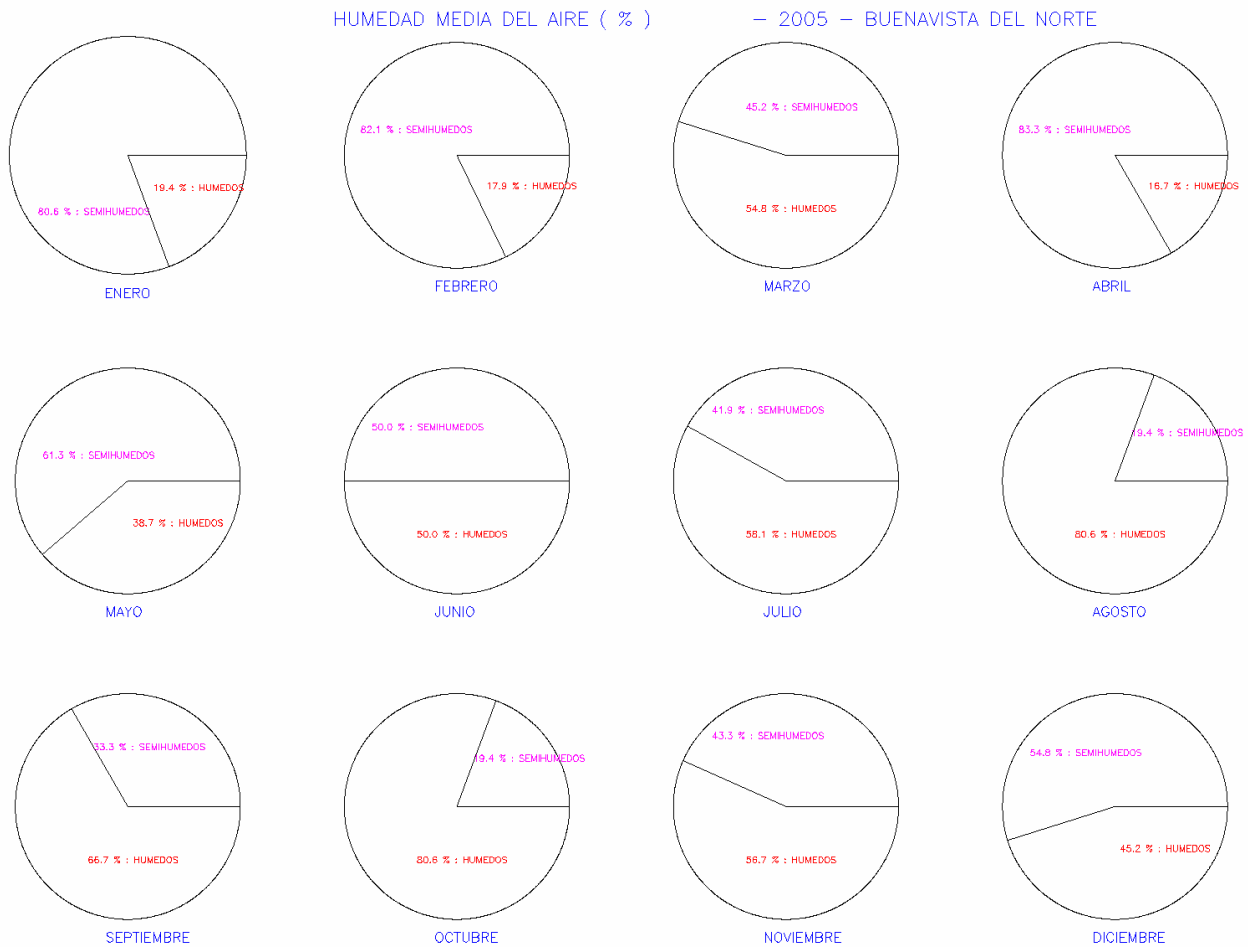 HUMEDAD MEDIA DEL AIRE ( % ) - 2005 - BUENAVISTA DEL NORTE
80.6 % : SEMIHUMEDOS
19.4 % : HUMEDOS
ENERO
82.1 % : SEMIHUMEDOS
17.9 % : HUMEDOS
FEBRERO
45.2 % : SEMIHUMEDOS
54.8 % : HUMEDOS
MARZO
83.3 % : SEMIHUMEDOS
16.7 % : HUMEDOS
ABRIL
61.3 % : SEMIHUMEDOS
38.7 % : HUMEDOS
MAYO
50.0 % : SEMIHUMEDOS
50.0 % : HUMEDOS
JUNIO
41.9 % : SEMIHUMEDOS
58.1 % : HUMEDOS
JULIO
19.4 % : SEMIHUMEDOS
80.6 % : HUMEDOS
AGOSTO
33.3 % : SEMIHUMEDOS
66.7 % : HUMEDOS
SEPTIEMBRE
19.4 % : SEMIHUMEDOS
80.6 % : HUMEDOS
OCTUBRE
43.3 % : SEMIHUMEDOS
56.7 % : HUMEDOS
NOVIEMBRE
54.8 % : SEMIHUMEDOS
45.2 % : HUMEDOS
DICIEMBRE